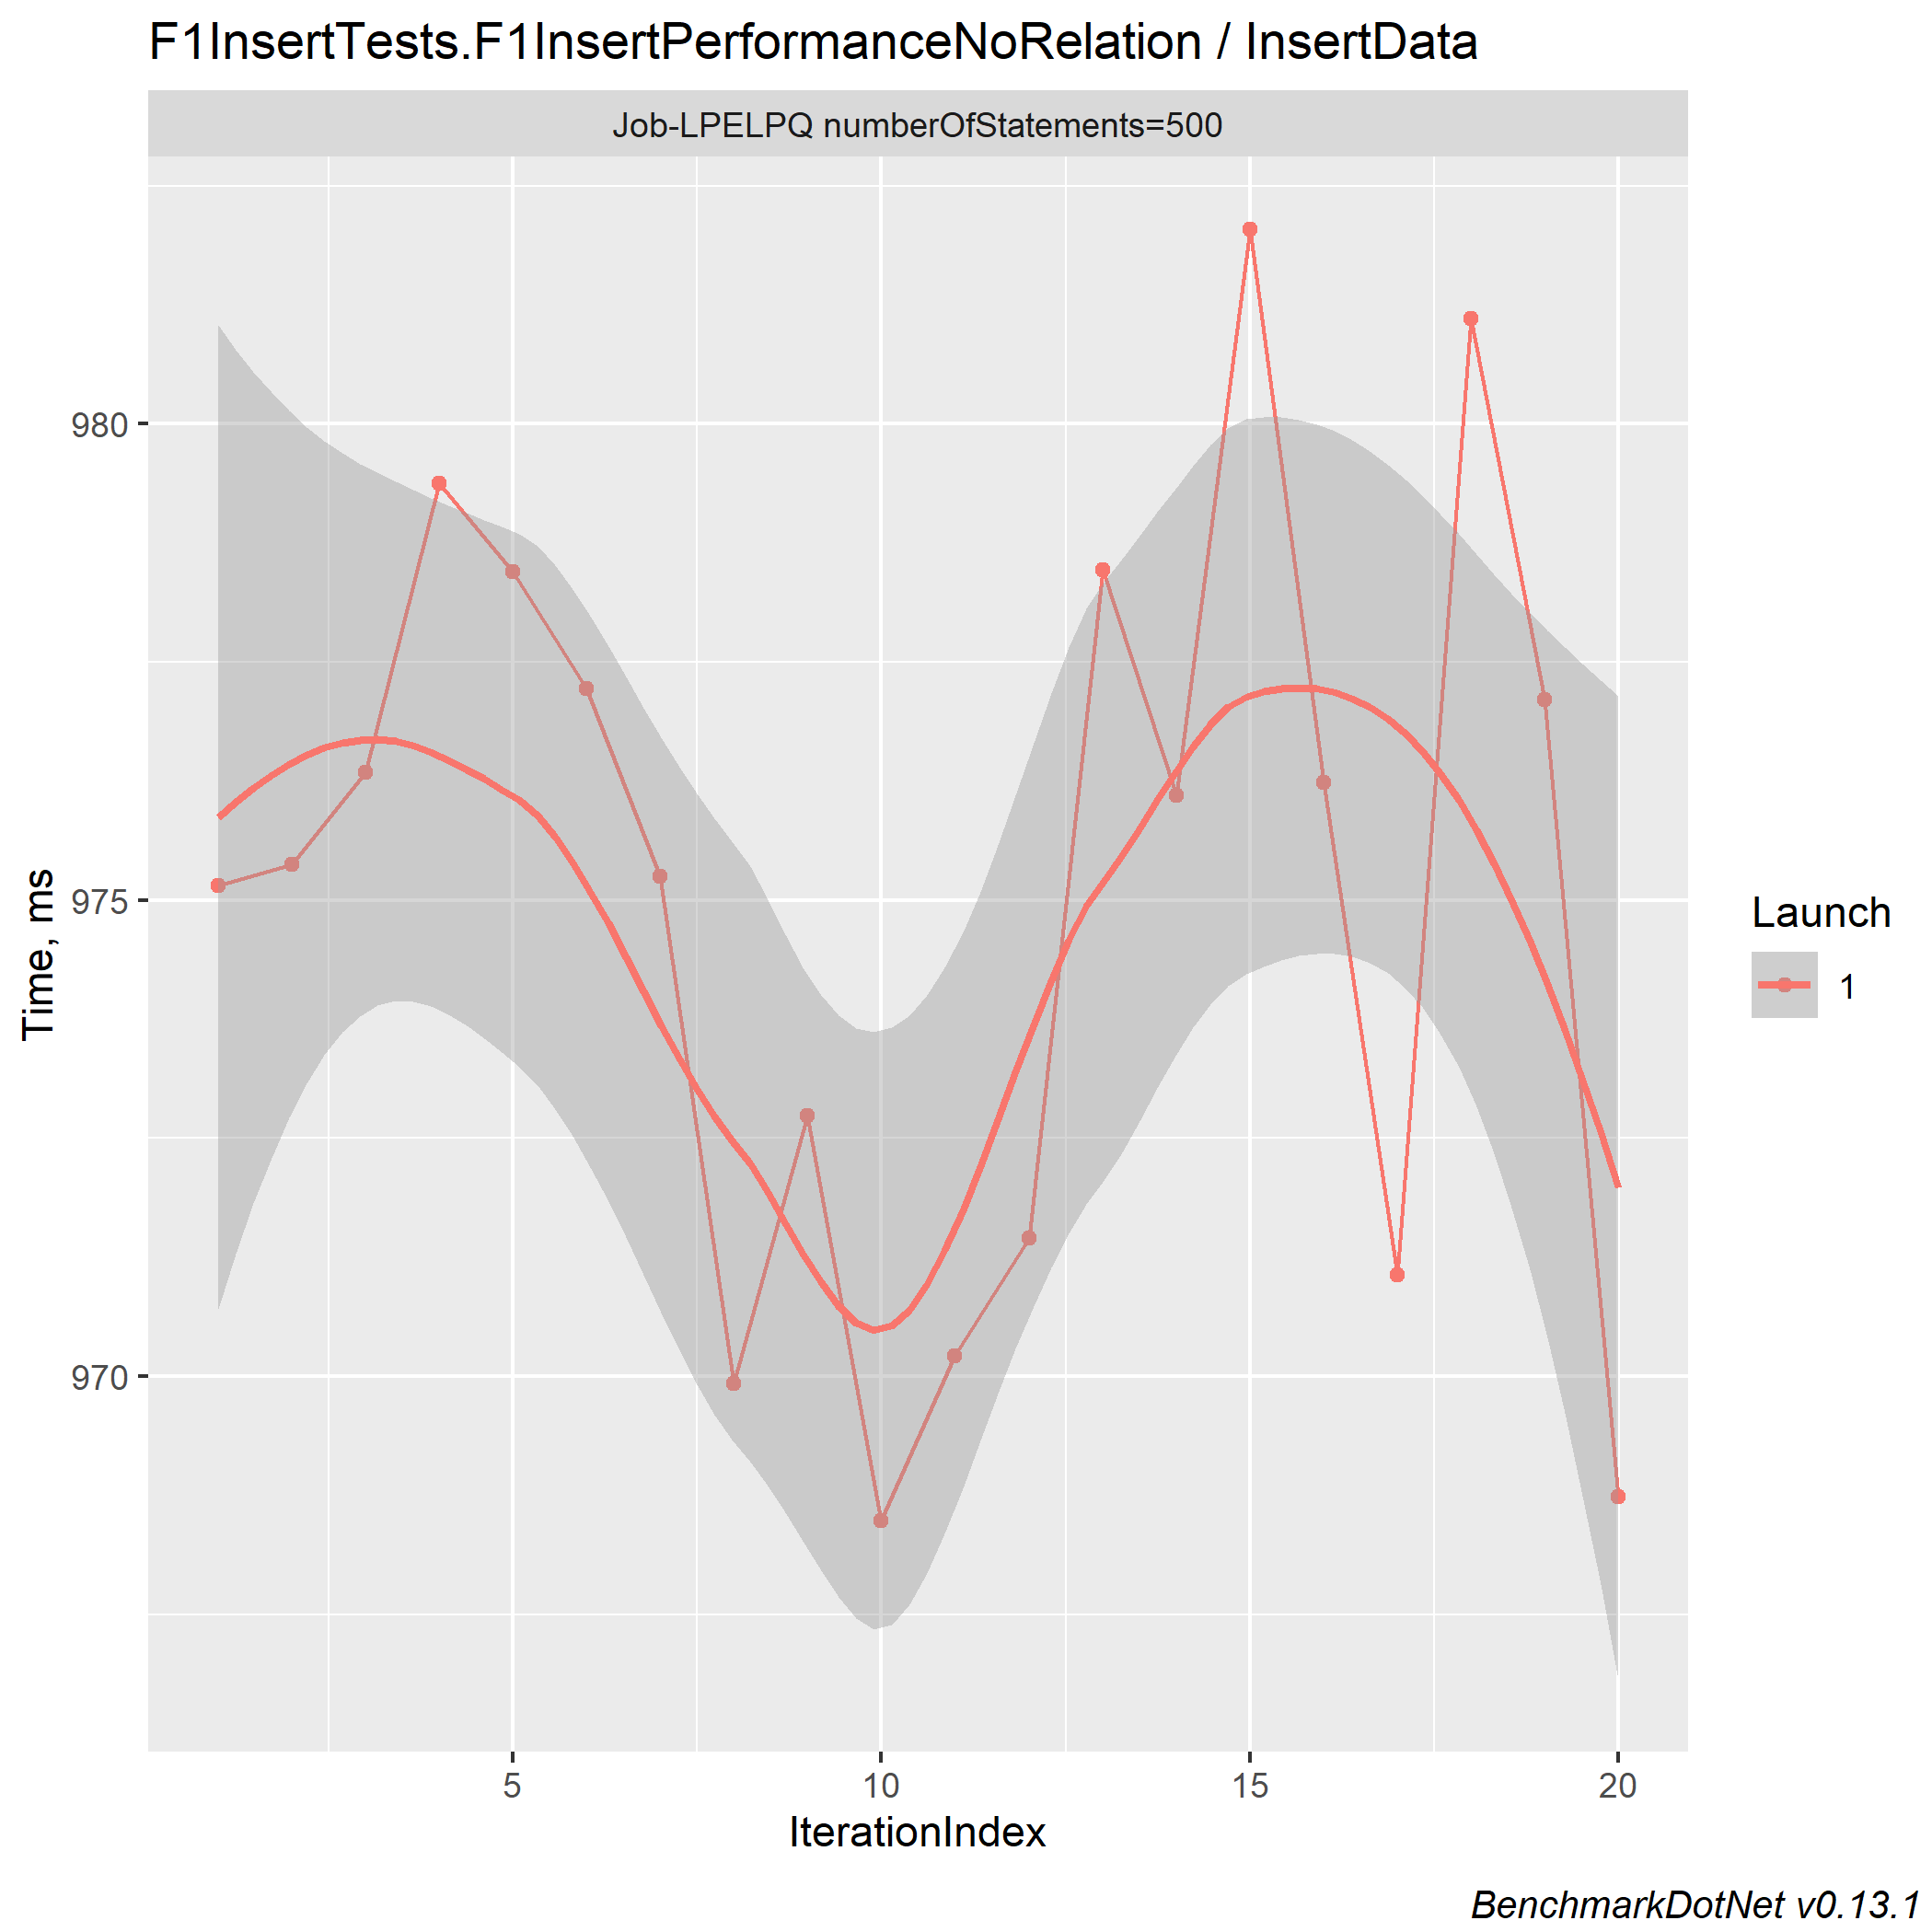 F1InsertTests.F1InsertPerformanceNoRelation / InsertData
Job-LPELPQ numberOfStatements=500
980
975
970
Time, ms
5 10 15 20
IterationIndex
Launch
1
BenchmarkDotNet v0.13.1